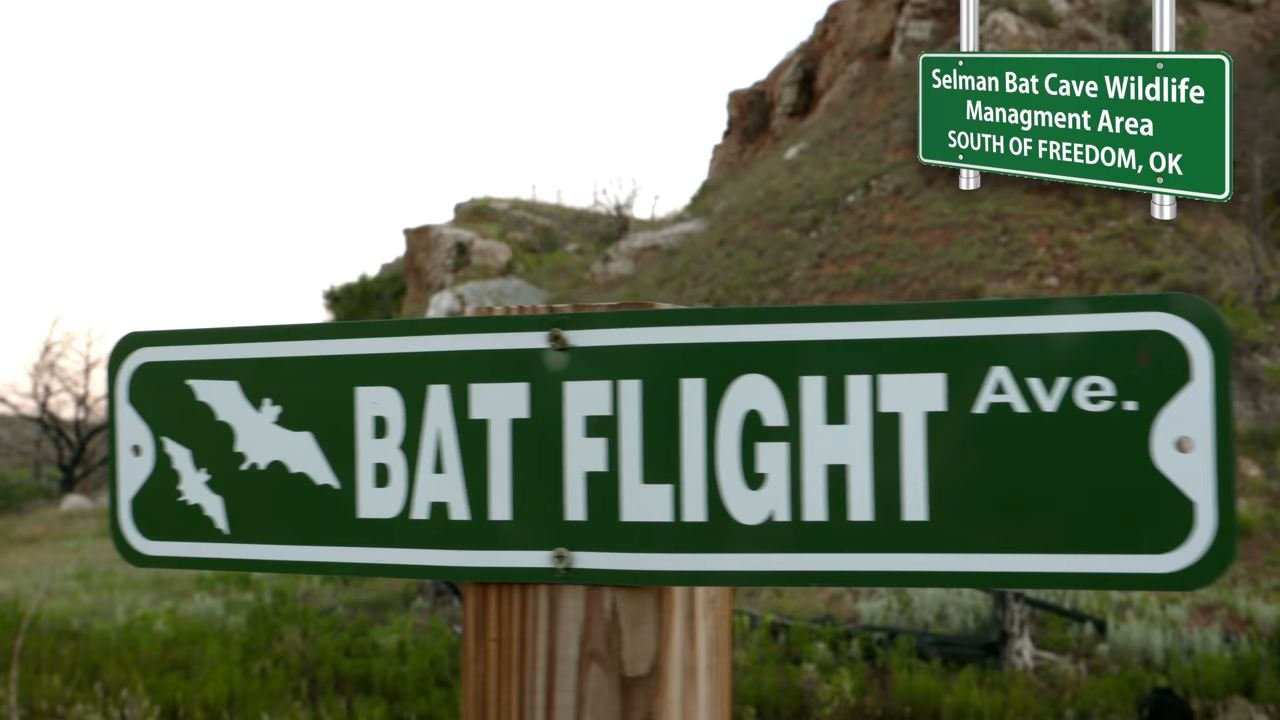 Selman Bat Cave Wildlife
Managment Area
SOUTH OF FREEDOM, OK
BAT FLIGHT Ave.